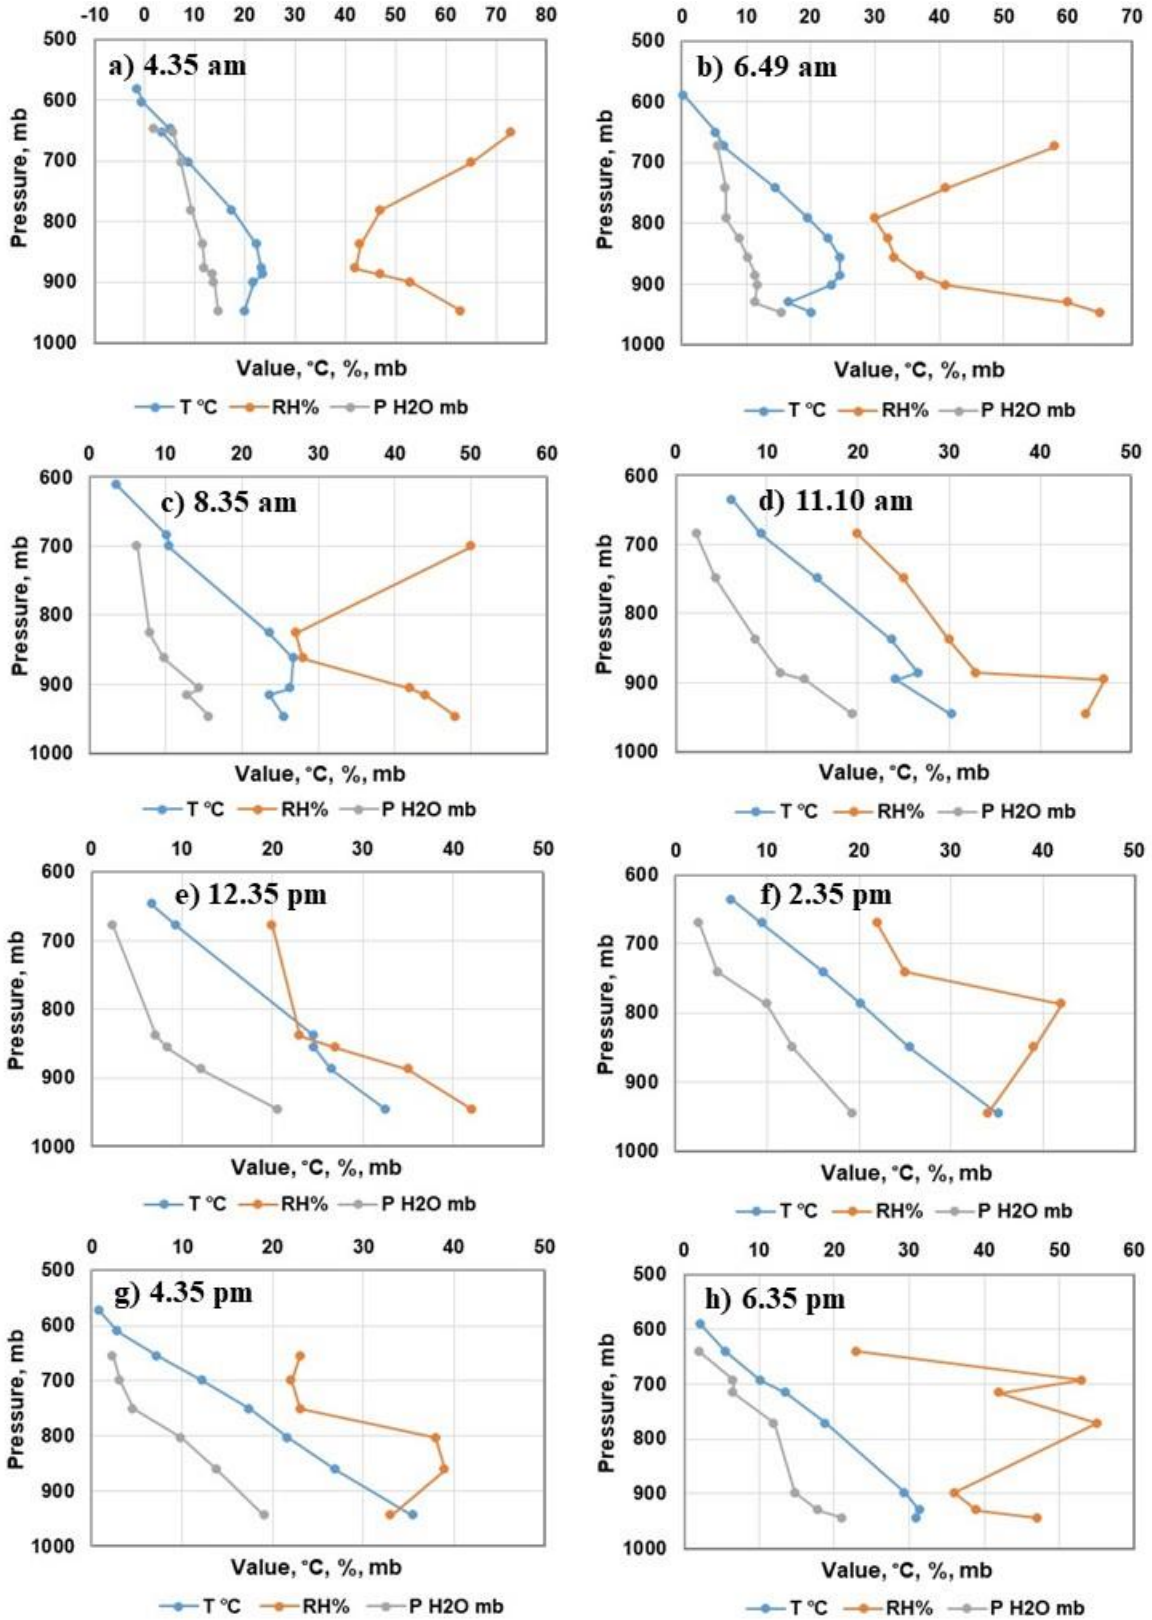 -10 0 10 20 30 40 50 60 70 80
500
600
700
800
900
1000
Pressure, mb
a) 4.35 am
Value, °C, %, mb
T °C RH% P H2O mb
0 10 20 30 40 50 60 70
500
600
700
800
900
1000
Pressure, mb
b) 6.49 am
Value, °C, %, mb
T °C RH% P H2O mb
0 10 20 30 40 50 60
600
700
800
900
1000
Pressure, mb
c) 8.35 am
Value, °C, %, mb
T °C RH% P H2O mb
0 10 20 30 40 50
600
700
800
900
1000
Pressure, mb
d) 11.10 am
Value, °C, %, mb
T °C RH% P H2O mb
0 10 20 30 40 50
600
700
800
900
1000
Pressure, mb
e) 12.35 pm
Value, °C, %, mb
T °C RH% P H2O mb
0 10 20 30 40 50
600
700
800
900
1000
Pressure, mb
f) 2.35 pm
Value, °C, %, mb
T °C RH% P H2O mb
0 10 20 30 40 50
500
600
700
800
900
1000
Pressure, mb
g) 4.35 pm
Value, °C, %, mb
T °C RH% P H2O mb
0 10 20 30 40 50 60
500
600
700
800
900
1000
Pressure, mb
h) 6.35 pm
Value, °C, %, mb
T °C RH% P H2O mb